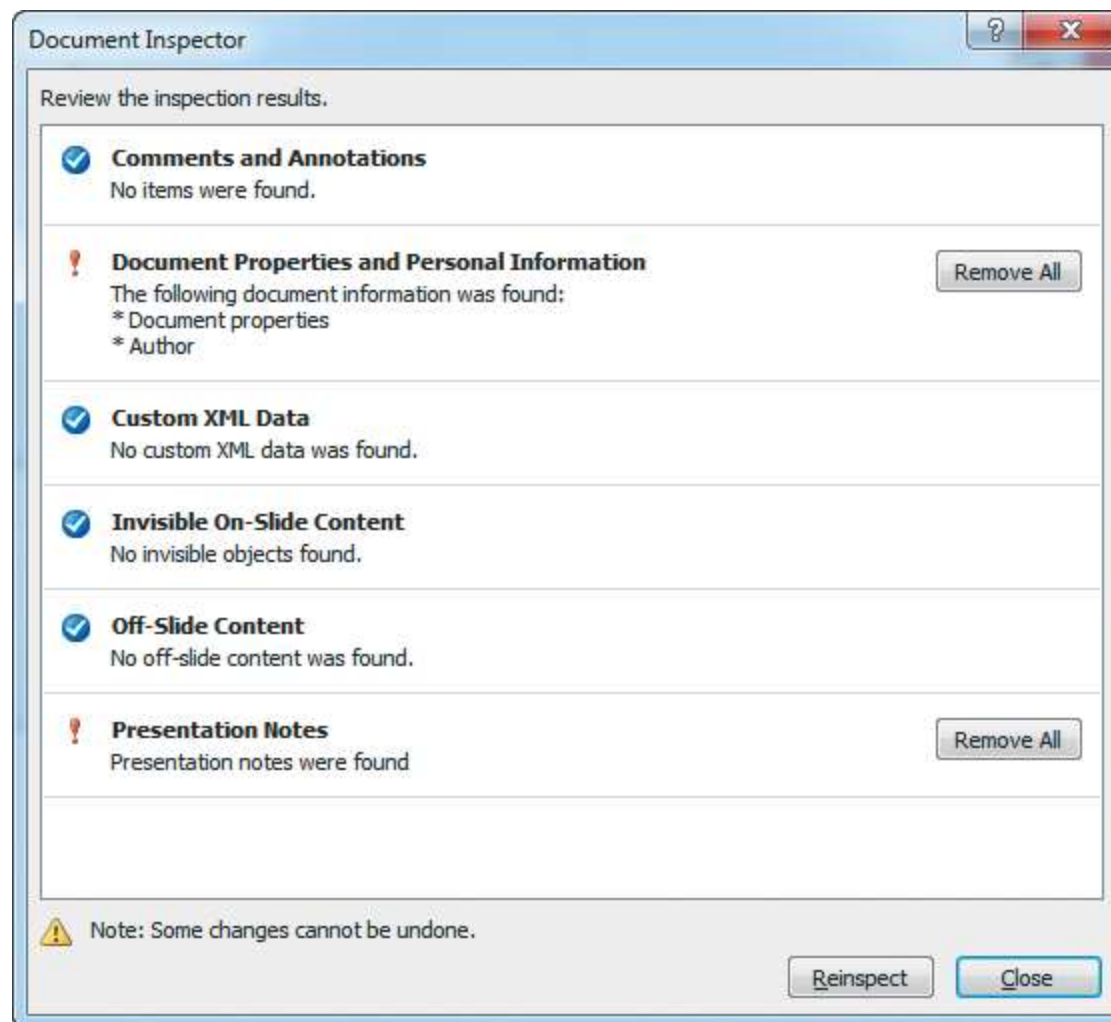 Document Inspector
Review the inspection results.
Comments and Annotations
No items were found.
Document Properties and Personal Information
Remove All
The following document information was found:
* Document properties
* Author
Custom XML Data
No custom XML data was found.
Invisible On-Slide Content
No invisible objects found.
Off-Slide Content
No off-slide content was found.
Presentation Notes
Remove All
Presentation notes were found
Note: Some changes cannot be undone.
Reinspect
Close